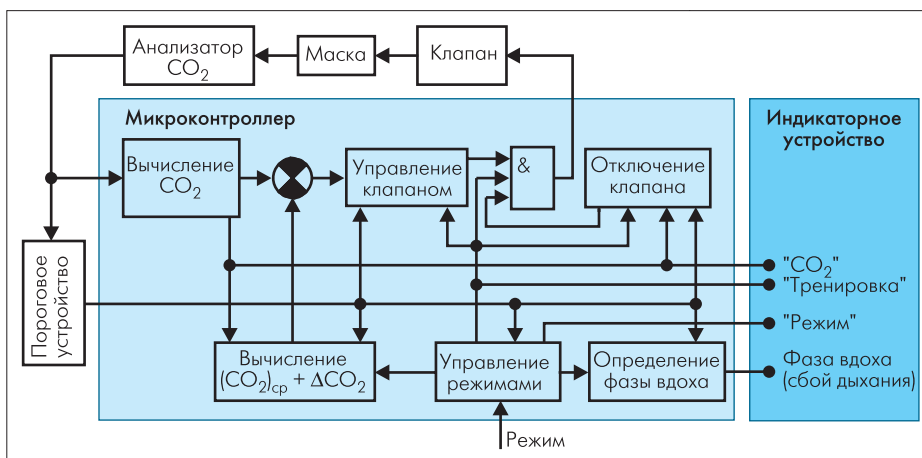 Анализатор
CO₂
Маска
Клапан
Микроконтроллер
Индикаторное
устройство
Вычисление
CO₂
Управление
клапаном
&
Отключение
клапана
Пороговое
устройство
"CO₂"
"Тренировка"
"Режим"
Фаза вдоха
(сбой дыхания)
Вычисление
(CO₂)ср + ΔCO₂
Управление
режимами
Определение
фазы вдоха
Режим